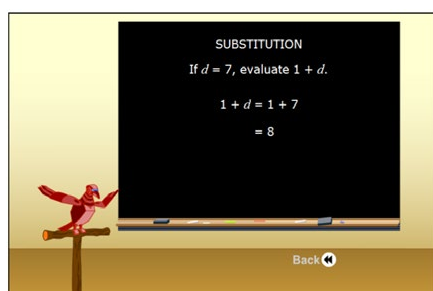 SUBSTITUTION
If d = 7, evaluate 1 + d.
1 + d = 1 + 7
= 8
Back